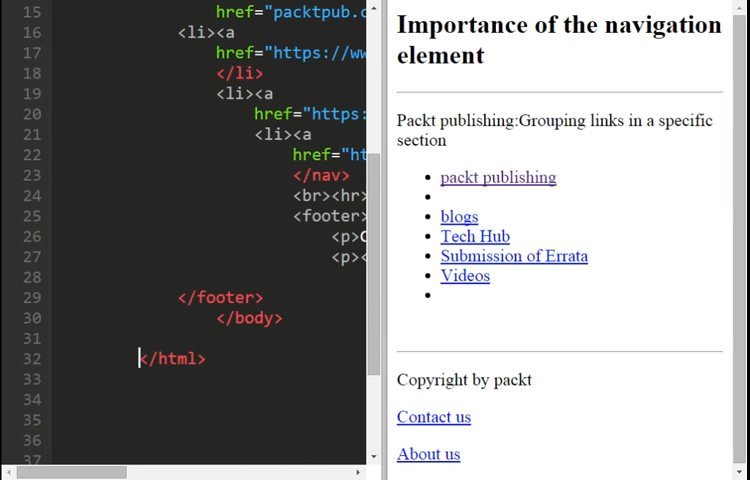 15 href="packtpub.c
16 <li><a
17 href="https://ww
18 </li>
19 <li><a
20 href="https:
21 <li><a
22 href="ht
23 </nav>
24 <br><hr>
25 <footer>
26 <p>C
27 <p><
28
29 </footer>
30 </body>
31
32 </html>
33
34
35
36
37
Importance of the navigation
element
Packt publishing:Grouping links in a specific
section
packt publishing
blogs
Tech Hub
Submission of Errata
Videos
Copyright by packt
Contact us
About us